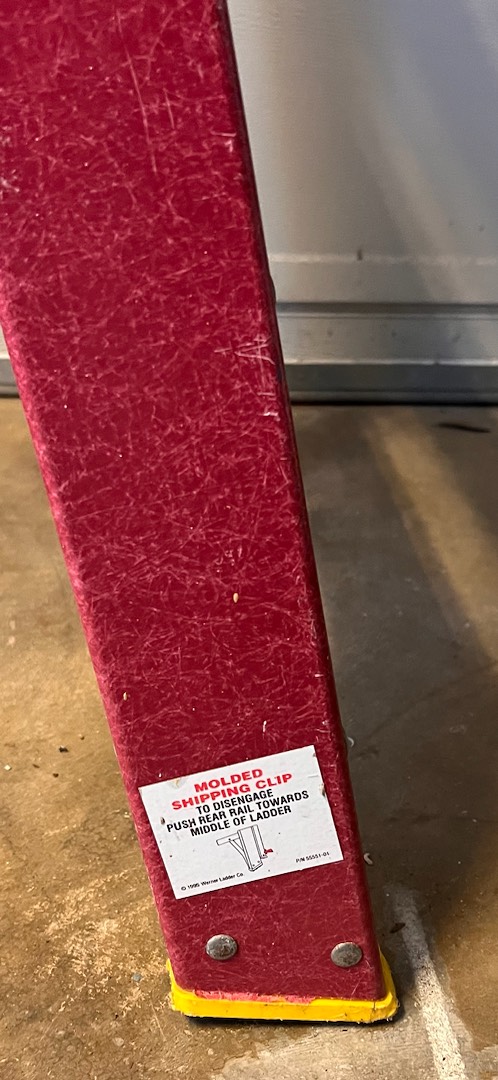 MOLDED
SHIPPING CLIP
TO DISENGAGE
PUSH REAR RAIL TOWARDS
MIDDLE OF LADDER
P/N 55551-01
© 1995 Werner Ladder Co.